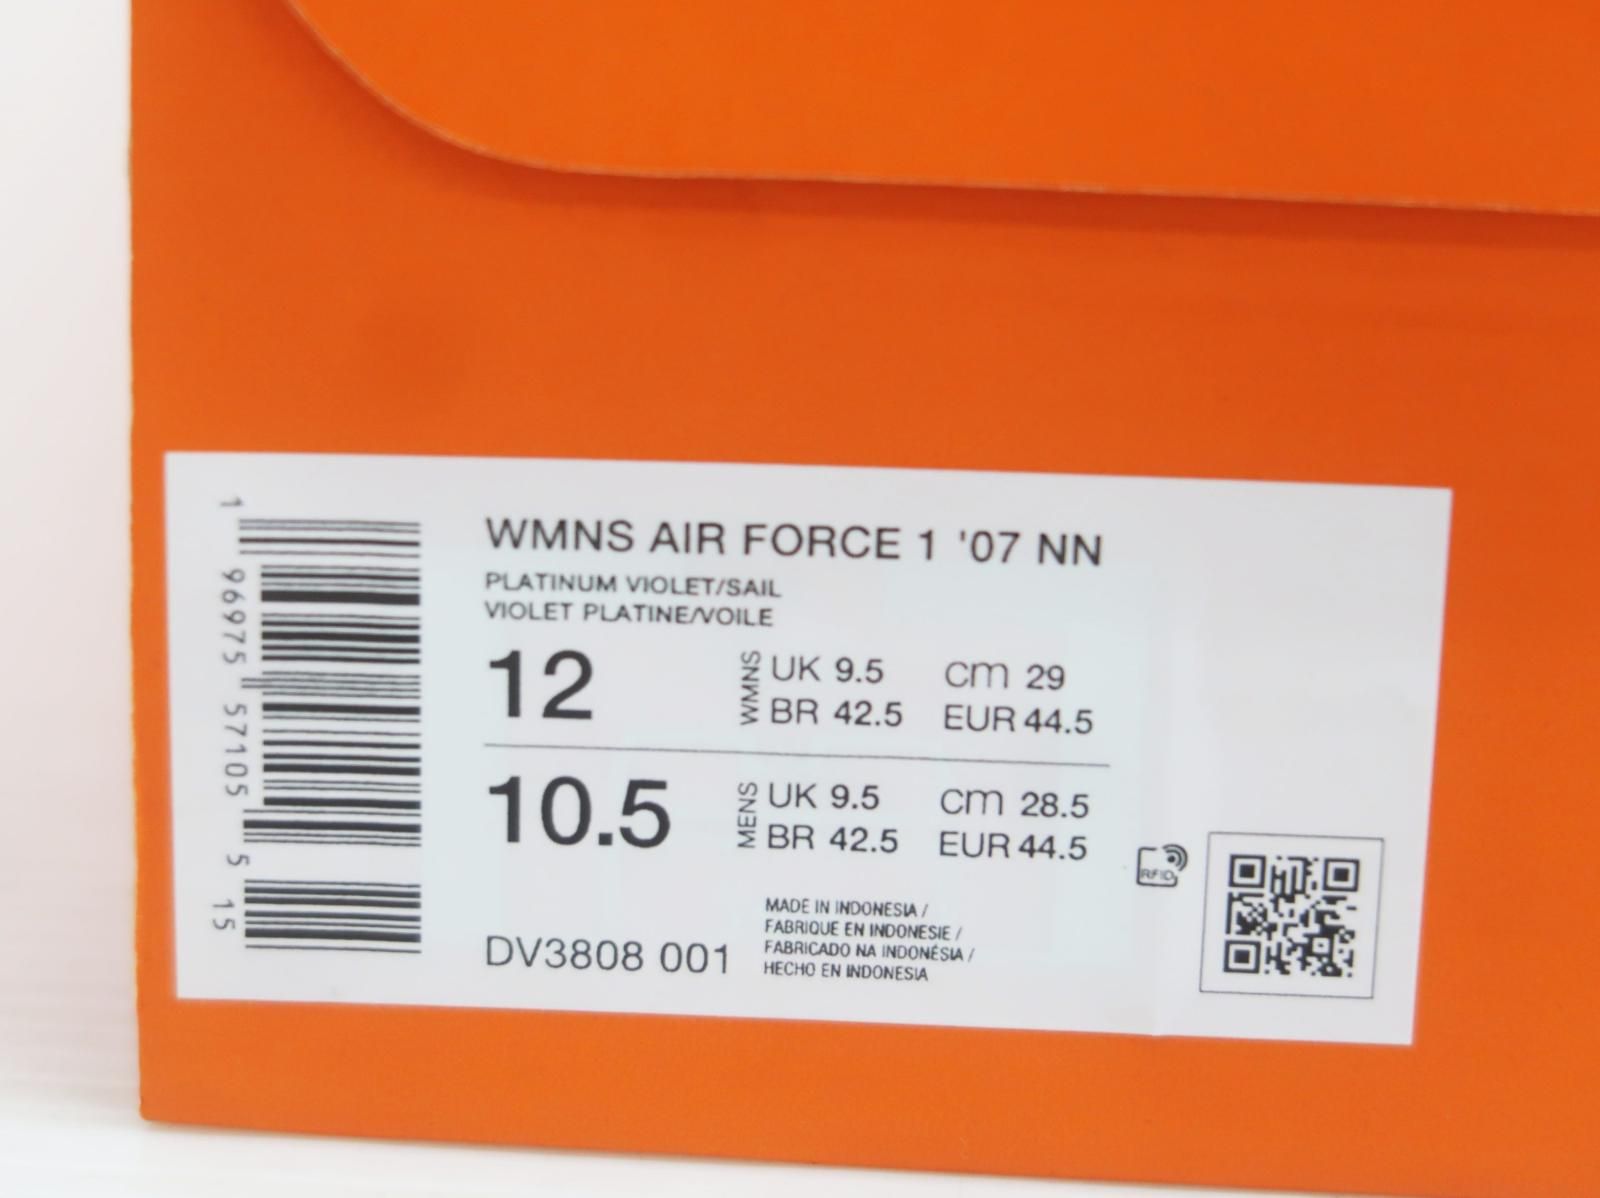 WMNS AIR FORCE 1 '07 NN
PLATINUM VIOLET/SAIL
VIOLET PLATINE/VOILE
12 WMNS UK 9.5 cm 29
BR 42.5 EUR 44.5
10.5 MENS UK 9.5 cm 28.5
BR 42.5 EUR 44.5
DV3808 001
MADE IN INDONESIA /
FABRIQUE EN INDONESIE /
FABRICADO NA INDONÉSIA /
HECHO EN INDONESIA
RFID
1 96975 57105 5 15